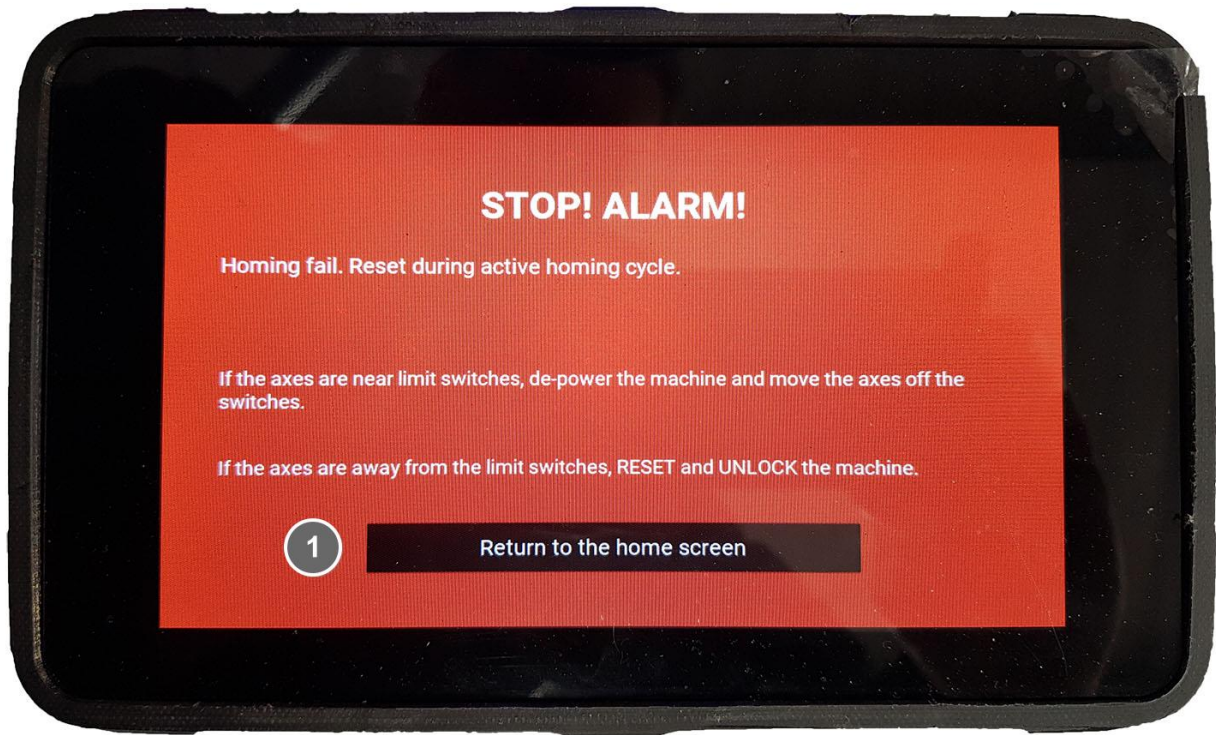 STOP! ALARM!
Homing fail. Reset during active homing cycle.
If the axes are near limit switches, de-power the machine and move the axes off the
switches.
If the axes are away from the limit switches, RESET and UNLOCK the machine.
1
Return to the home screen